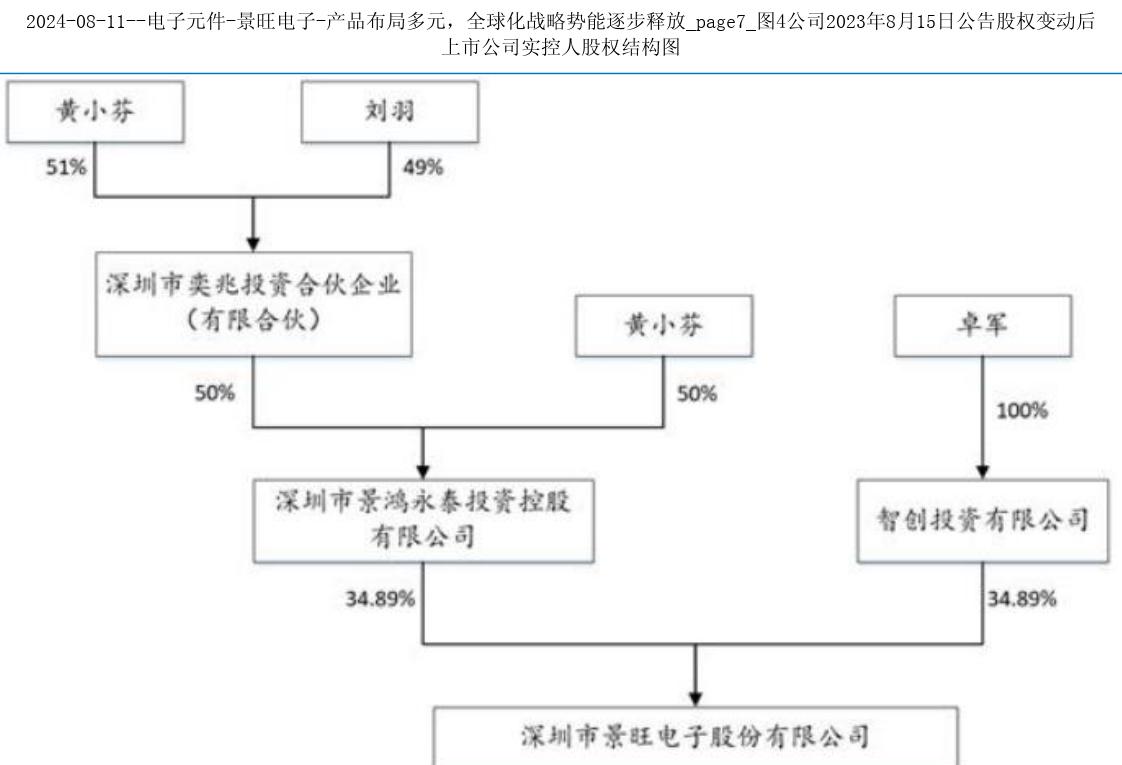 2024-08-11--电子元件-景旺电子-产品布局多元，全球化战略势能逐步释放_page7_图4公司2023年8月15日公告股权变动后
上市公司实控人股权结构图
黄小芬
刘羽
51%
49%
深圳市奕兆投资合伙企业
（有限合伙）
黄小芬
卓军
50%
50%
100%
深圳市景鸿永泰投资控股
有限公司
智创投资有限公司
34.89%
34.89%
深圳市景旺电子股份有限公司